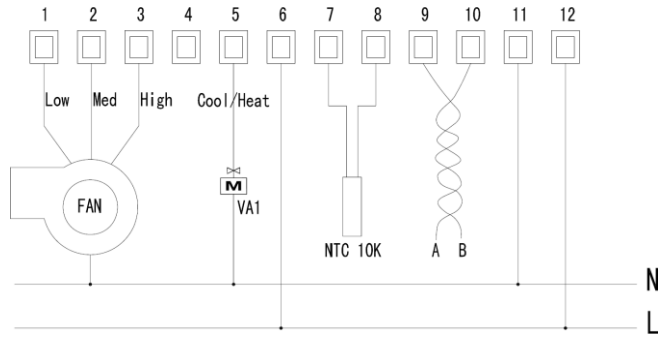 1 2 3 4 5 6 7 8 9 10 11 12
Low Med High Cool/Heat
FAN
M
VA1
NTC 10K
A B
N
L